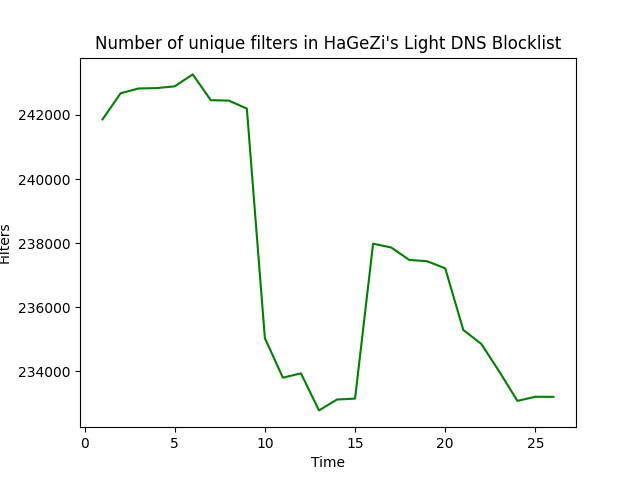 Number of unique filters in HaGeZi's Light DNS Blocklist
242000
240000
238000
236000
234000
Filters
0 5 10 15 20 25
Time